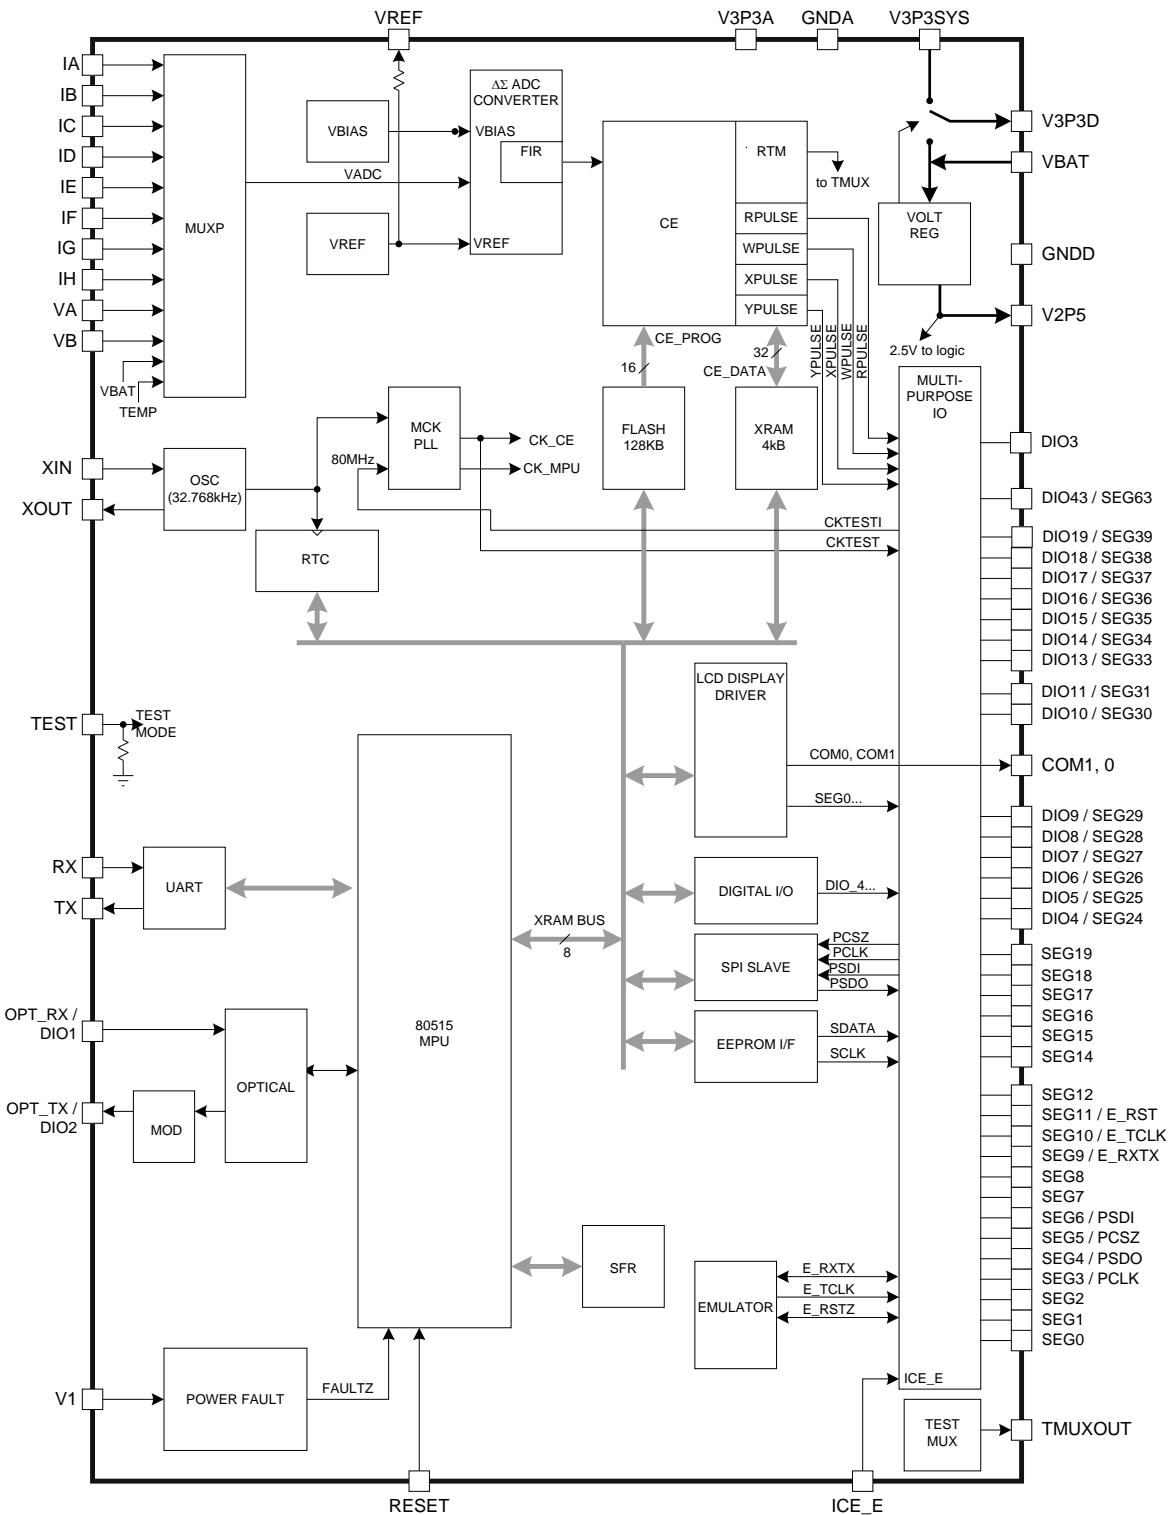 VREF
V3P3A
GNDA
V3P3SYS
IA
IB
IC
ID
IE
IF
IG
IH
VA
VB
VBAT
TEMP
MUXP
VBIAS
VREF
VADC
ΔΣ ADC
CONVERTER
VBIAS
FIR
VREF
CE
RTM
to TMUX
RPULSE
WPULSE
XPULSE
YPULSE
V3P3D
VBAT
VOLT
REG
GNDD
V2P5
2.5V to logic
CE_PROG
16
32
CE_DATA
YPULSE
XPULSE
WPULSE
RPULSE
FLASH
128KB
XRAM
4kB
MULTI-
PURPOSE
IO
MCK
PLL
80MHz
CK_CE
CK_MPU
XIN
XOUT
OSC
(32.768kHz)
RTC
CKTESTI
CKTEST
DIO3
DIO43 / SEG63
DIO19 / SEG39
DIO18 / SEG38
DIO17 / SEG37
DIO16 / SEG36
DIO15 / SEG35
DIO14 / SEG34
DIO13 / SEG33
DIO11 / SEG31
DIO10 / SEG30
TEST
TEST
MODE
LCD DISPLAY
DRIVER
COM0, COM1
SEG0...
COM1, 0
DIO9 / SEG29
DIO8 / SEG28
DIO7 / SEG27
DIO6 / SEG26
DIO5 / SEG25
DIO4 / SEG24
RX
TX
UART
DIGITAL I/O
DIO_4...
XRAM BUS
8
SPI SLAVE
PCSZ
PCLK
PSDI
PSDO
SEG19
SEG18
SEG17
SEG16
SEG15
SEG14
OPT_RX /
DIO1
OPT_TX /
DIO2
OPTICAL
MOD
80515
MPU
EEPROM I/F
SDATA
SCLK
SEG12
SEG11 / E_RST
SEG10 / E_TCLK
SEG9 / E_RXTX
SEG8
SEG7
SEG6 / PSDI
SEG5 / PCSZ
SEG4 / PSDO
SEG3 / PCLK
SEG2
SEG1
SEG0
SFR
EMULATOR
E_RXTX
E_TCLK
E_RSTZ
V1
POWER FAULT
FAULTZ
ICE_E
TEST
MUX
TMUXOUT
RESET
ICE_E